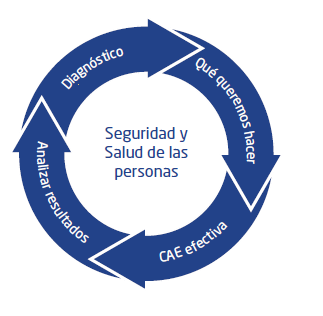 Diagnóstico
Qué queremos hacer
CAE efectiva
Analizar resultados
Seguridad y
Salud de las
personas